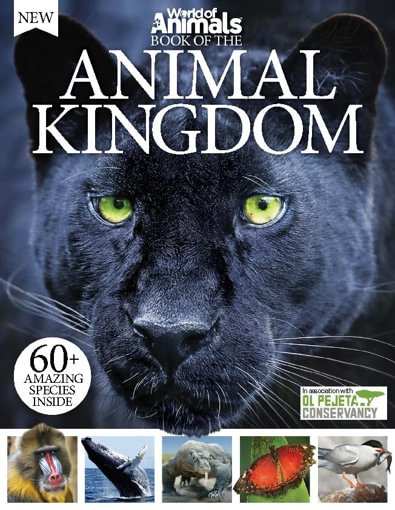 NEW
World of
Animals
BOOK OF THE
ANIMAL
KINGDOM
60+
AMAZING
SPECIES
INSIDE
In association with
OL PEJETA
CONSERVANCY